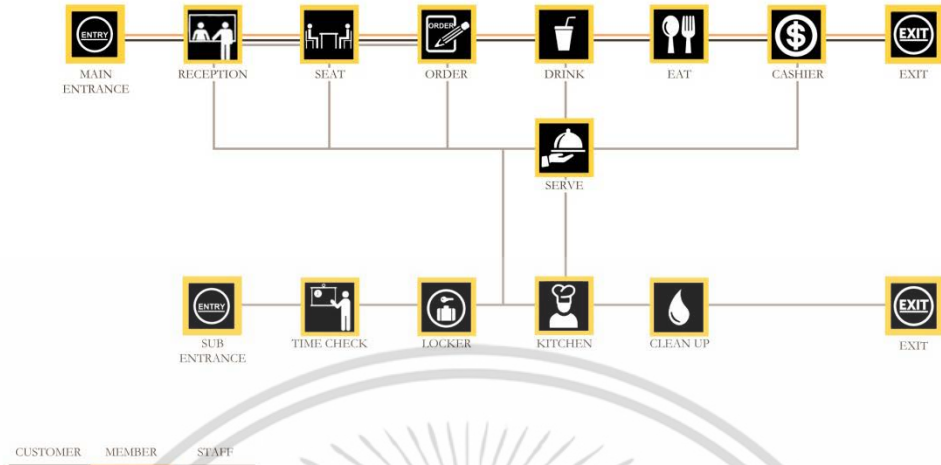 ENTRY
ORDER
EXIT
MAIN
ENTRANCE
RECEPTION
SEAT
ORDER
DRINK
EAT
CASHIER
EXIT
SERVE
ENTRY
EXIT
SUB
ENTRANCE
TIME CHECK
LOCKER
KITCHEN
CLEAN UP
EXIT
CUSTOMER MEMBER STAFF